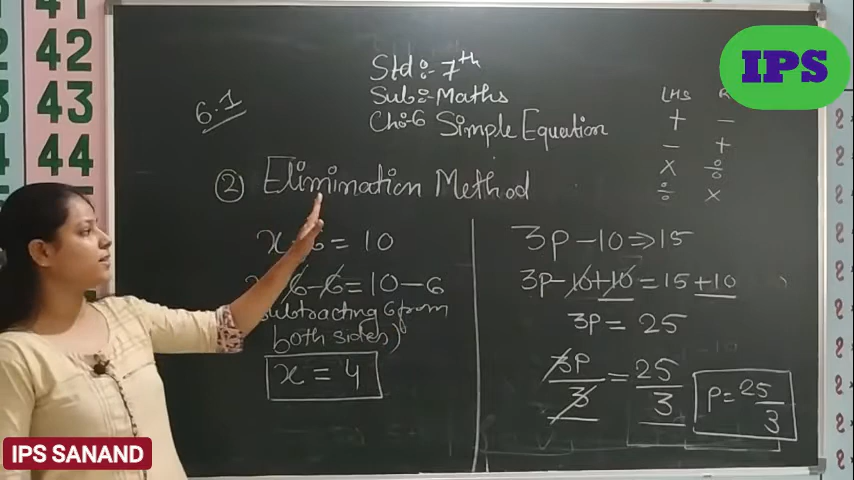 41
42
43
44
IPS
Std:- 7th
Sub:- Maths
Ch:-6 Simple Equation
6.1
LHS
+ -
- +
× ÷
÷ ×
② Elimination Method
6 = 10
6 - 6 = 10 - 6
Subtracting 6 from
both sides)
x = 4
3p - 10 ⇒ 15
3p - 10 + 10 = 15 + 10
3p = 25
3p/3 = 25/3
p = 25/3
IPS SANAND